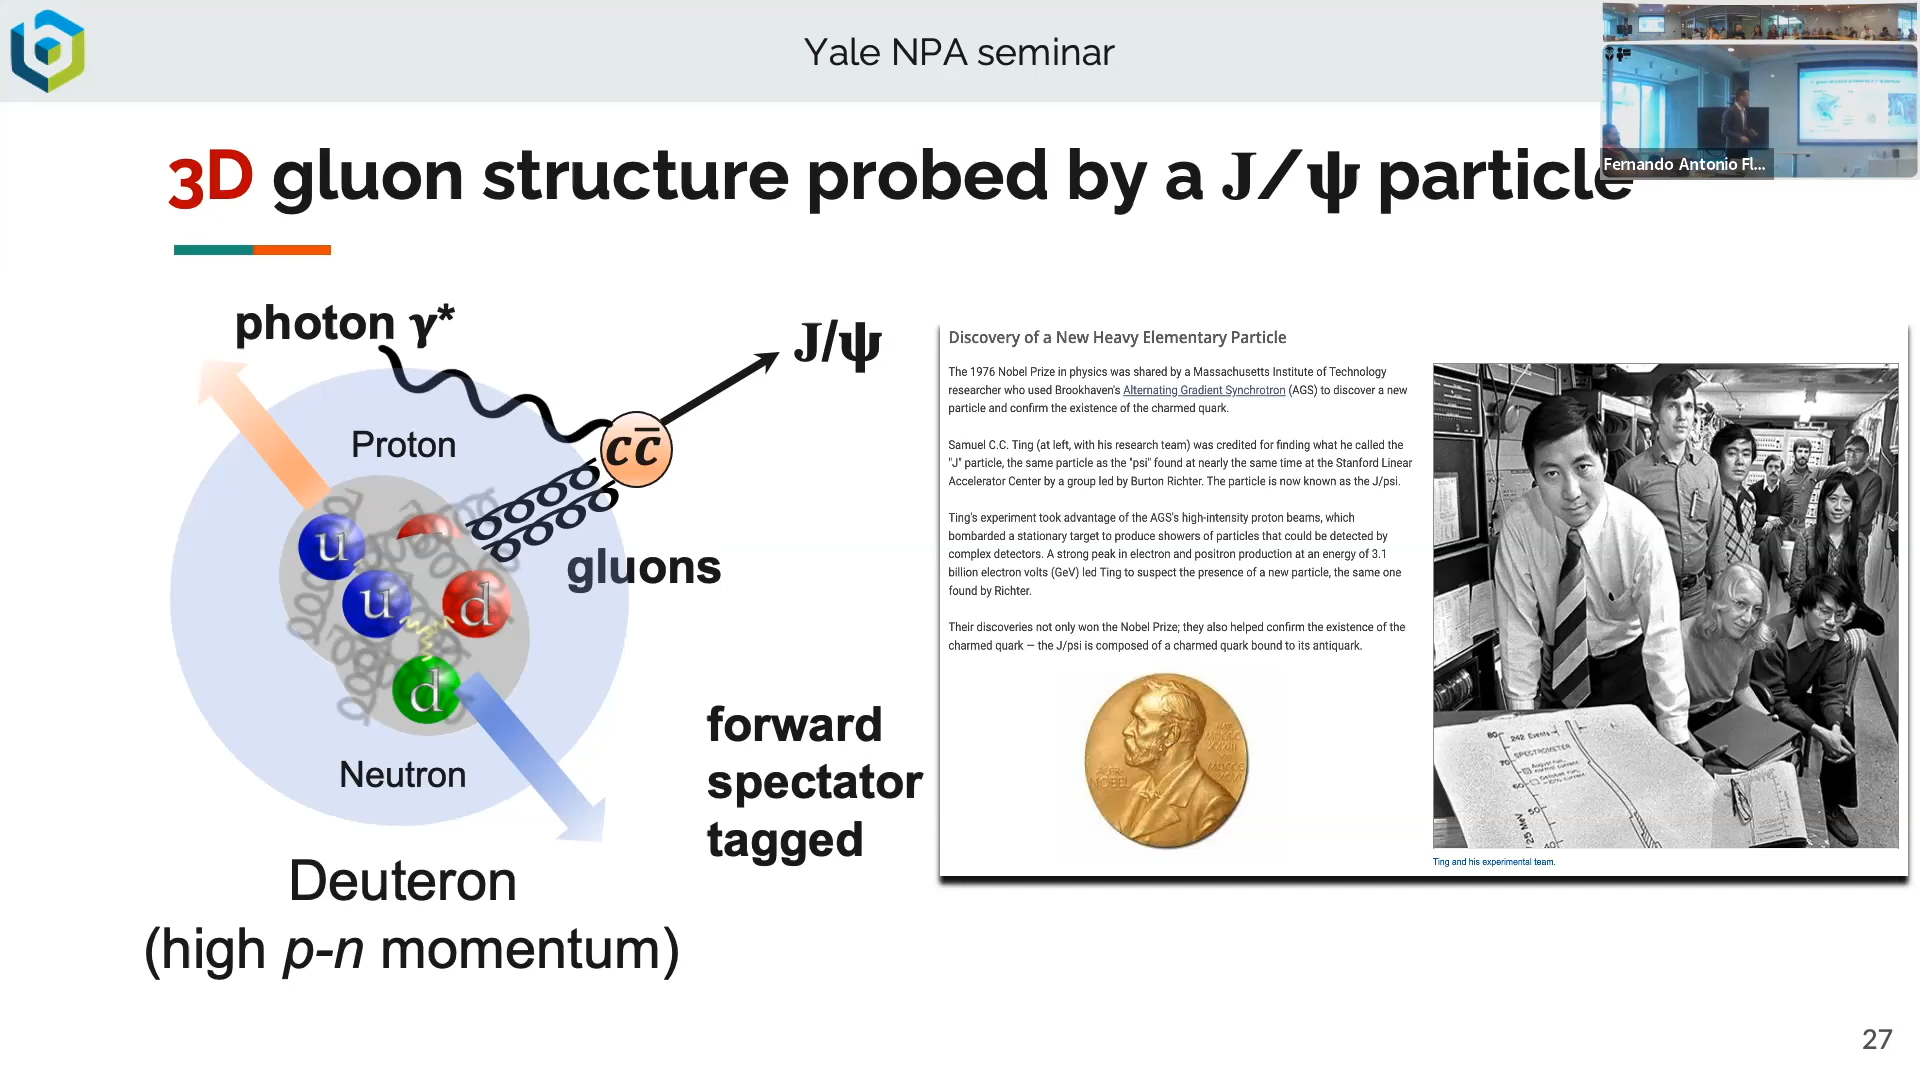 Yale NPA seminar
Fernando Antonio Fl...
3D gluon structure probed by a J/ψ particle
photon γ*
J/ψ
Proton
cc̄
gluons
u
u
d
d
Neutron
forward
spectator
tagged
Deuteron
(high p-n momentum)
Discovery of a New Heavy Elementary Particle
The 1976 Nobel Prize in physics was shared by a Massachusetts Institute of Technology
researcher who used Brookhaven's Alternating Gradient Synchrotron (AGS) to discover a new
particle and confirm the existence of the charmed quark.
Samuel C.C. Ting (at left, with his research team) was credited for finding what he called the
"J" particle, the same particle as the "psi" found at nearly the same time at the Stanford Linear
Accelerator Center by a group led by Burton Richter. The particle is now known as the J/psi.
Ting's experiment took advantage of the AGS's high-intensity proton beams, which
bombarded a stationary target to produce showers of particles that could be detected by
complex detectors. A strong peak in electron and positron production at an energy of 3.1
billion electron volts (GeV) led Ting to suspect the presence of a new particle, the same one
found by Richter.
Their discoveries not only won the Nobel Prize; they also helped confirm the existence of the
charmed quark — the J/psi is composed of a charmed quark bound to its antiquark.
80
242 Events
70
SPECTROMETER
60
50
25 MeV
Ting and his experimental team.
27